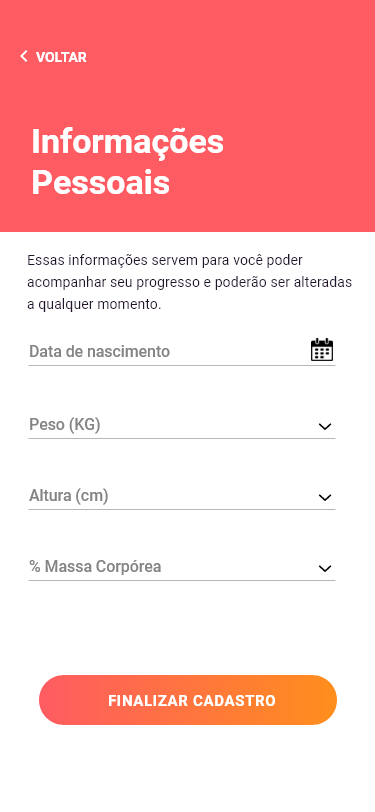 VOLTAR
Informações
Pessoais
Essas informações servem para você poder
acompanhar seu progresso e poderão ser alteradas
a qualquer momento.
Data de nascimento
Peso (KG)
Altura (cm)
% Massa Corpórea
FINALIZAR CADASTRO